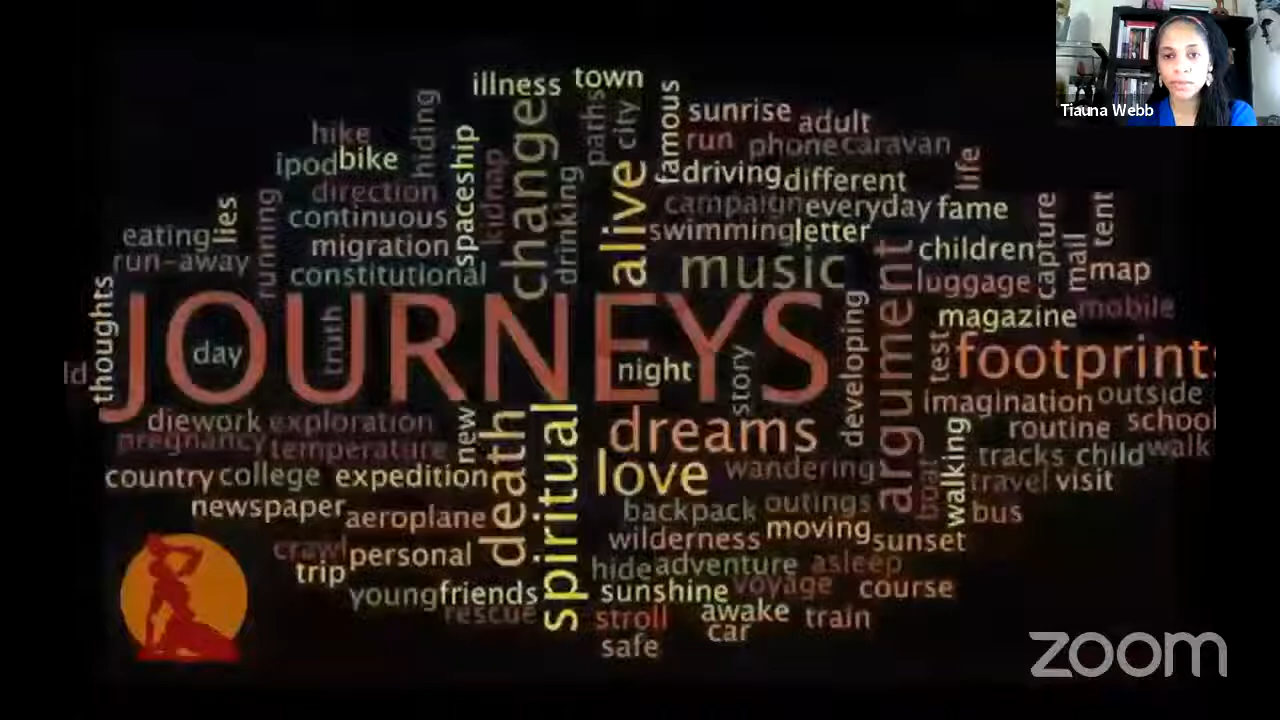 illness town
Tiauna Webb
hike
hiding
change
paths
city
famous
sunrise adult
run phone caravan
ipod bike
spaceship
kidnap
driving different
life
direction
drinking
alive
campaign everyday fame
continuous
swimming letter
eating lies
running
migration
music
argument
children
capture
mail
tent
run-away
constitutional
luggage
map
thoughts
JOURNEYS
day
truth
night
story
developing
magazine mobile
test
footprints
ld
imagination outside
diework exploration
new
death
spiritual
dreams
routine school
pregnancy temperature
love
wandering
boat
walking
tracks child walk
country college expedition
travel visit
newspaper aeroplane
backpack outings
bus
wilderness moving sunset
crawl personal
hide adventure asleep
trip
young friends
sunshine voyage course
rescue
stroll awake train
car
safe
zoom